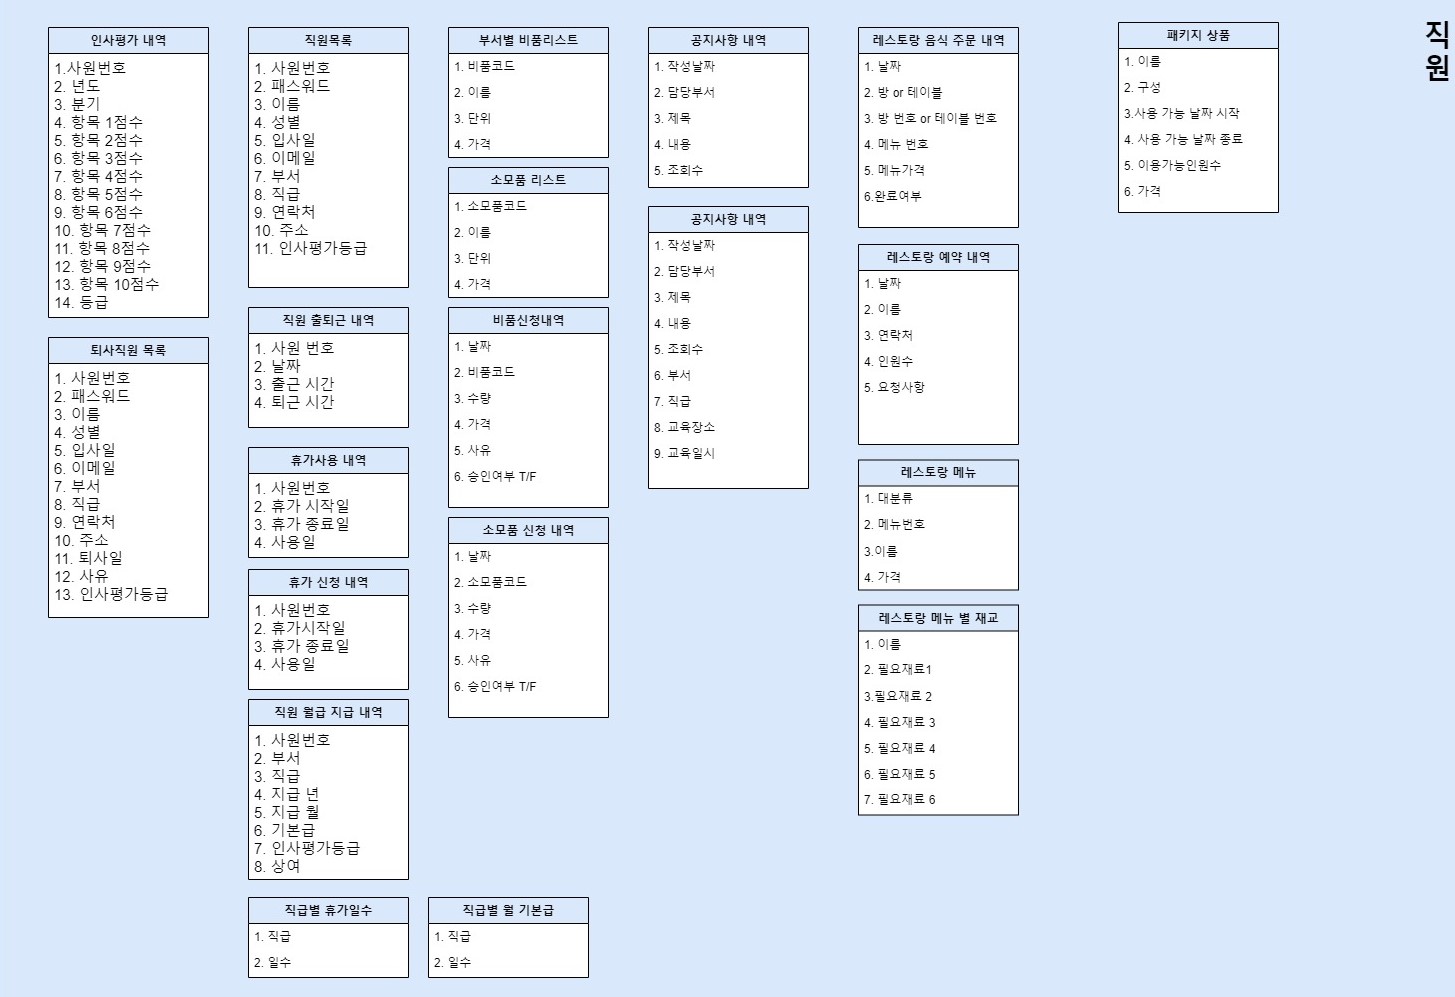 인사평가 내역
1.사원번호
2. 년도
3. 분기
4. 항목 1점수
5. 항목 2점수
6. 항목 3점수
7. 항목 4점수
8. 항목 5점수
9. 항목 6점수
10. 항목 7점수
11. 항목 8점수
12. 항목 9점수
13. 항목 10점수
14. 등급
퇴사직원 목록
1. 사원번호
2. 패스워드
3. 이름
4. 성별
5. 입사일
6. 이메일
7. 부서
8. 직급
9. 연락처
10. 주소
11. 퇴사일
12. 사유
13. 인사평가등급
직원목록
1. 사원번호
2. 패스워드
3. 이름
4. 성별
5. 입사일
6. 이메일
7. 부서
8. 직급
9. 연락처
10. 주소
11. 인사평가등급
직원 출퇴근 내역
1. 사원 번호
2. 날짜
3. 출근 시간
4. 퇴근 시간
휴가사용 내역
1. 사원번호
2. 휴가 시작일
3. 휴가 종료일
4. 사용일
휴가 신청 내역
1. 사원번호
2. 휴가시작일
3. 휴가 종료일
4. 사용일
직원 월급 지급 내역
1. 사원번호
2. 부서
3. 직급
4. 지급 년
5. 지급 월
6. 기본급
7. 인사평가등급
8. 상여
직급별 휴가일수
1. 직급
2. 일수
직급별 월 기본급
1. 직급
2. 일수
부서별 비품리스트
1. 비품코드
2. 이름
3. 단위
4. 가격
소모품 리스트
1. 소모품코드
2. 이름
3. 단위
4. 가격
비품신청내역
1. 날짜
2. 비품코드
3. 수량
4. 가격
5. 사유
6. 승인여부 T/F
소모품 신청 내역
1. 날짜
2. 소모품코드
3. 수량
4. 가격
5. 사유
6. 승인여부 T/F
공지사항 내역
1. 작성날짜
2. 담당부서
3. 제목
4. 내용
5. 조회수
공지사항 내역
1. 작성날짜
2. 담당부서
3. 제목
4. 내용
5. 조회수
6. 부서
7. 직급
8. 교육장소
9. 교육일시
레스토랑 음식 주문 내역
1. 날짜
2. 방 or 테이블
3. 방 번호 or 테이블 번호
4. 메뉴 번호
5. 메뉴가격
6.완료여부
레스토랑 예약 내역
1. 날짜
2. 이름
3. 연락처
4. 인원수
5. 요청사항
레스토랑 메뉴
1. 대분류
2. 메뉴번호
3.이름
4. 가격
레스토랑 메뉴 별 재교
1. 이름
2. 필요재료1
3.필요재료 2
4. 필요재료 3
5. 필요재료 4
6. 필요재료 5
7. 필요재료 6
패키지 상품
1. 이름
2. 구성
3.사용 가능 날짜 시작
4. 사용 가능 날짜 종료
5. 이용가능인원수
6. 가격
직
원